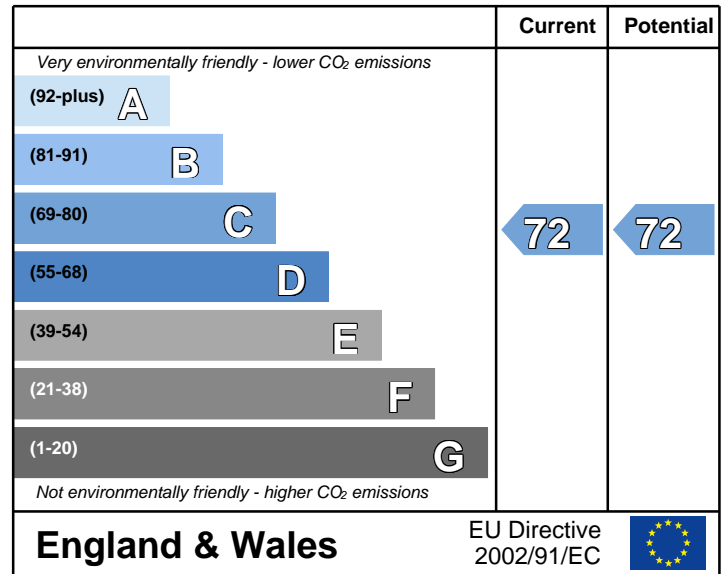 Current Potential
Very environmentally friendly - lower CO₂ emissions
(92-plus) A
(81-91) B
(69-80) C 72 72
(55-68) D
(39-54) E
(21-38) F
(1-20) G
Not environmentally friendly - higher CO₂ emissions
England & Wales
EU Directive
2002/91/EC